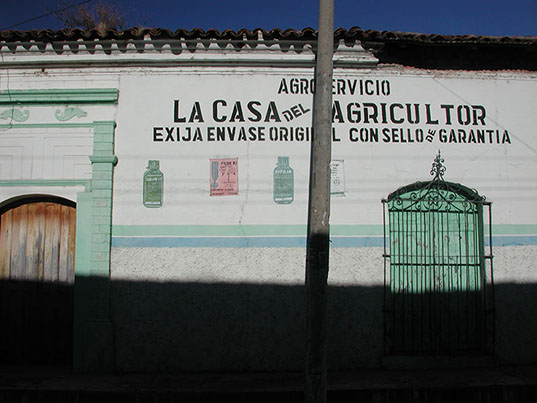 AGROSERVICIO
LA CASA DEL AGRICULTOR
EXIJA ENVASE ORIGINAL CON SELLO DE GARANTIA